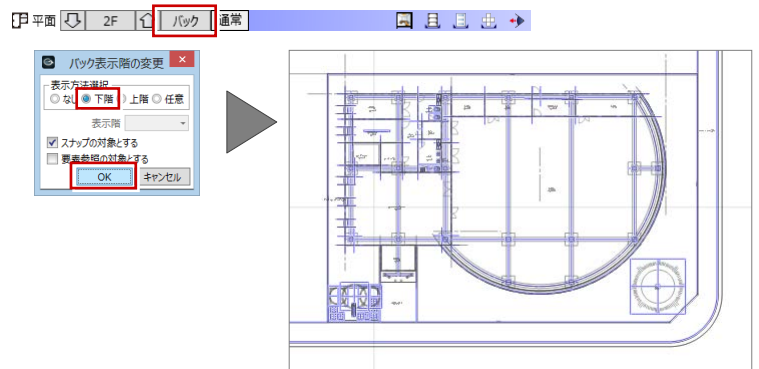 平面 2F バック 通常
バック表示階の変更
表示方法選択
なし 下階 上階 任意
表示階
スナップの対象とする
要素参照の対象とする
OK キャンセル